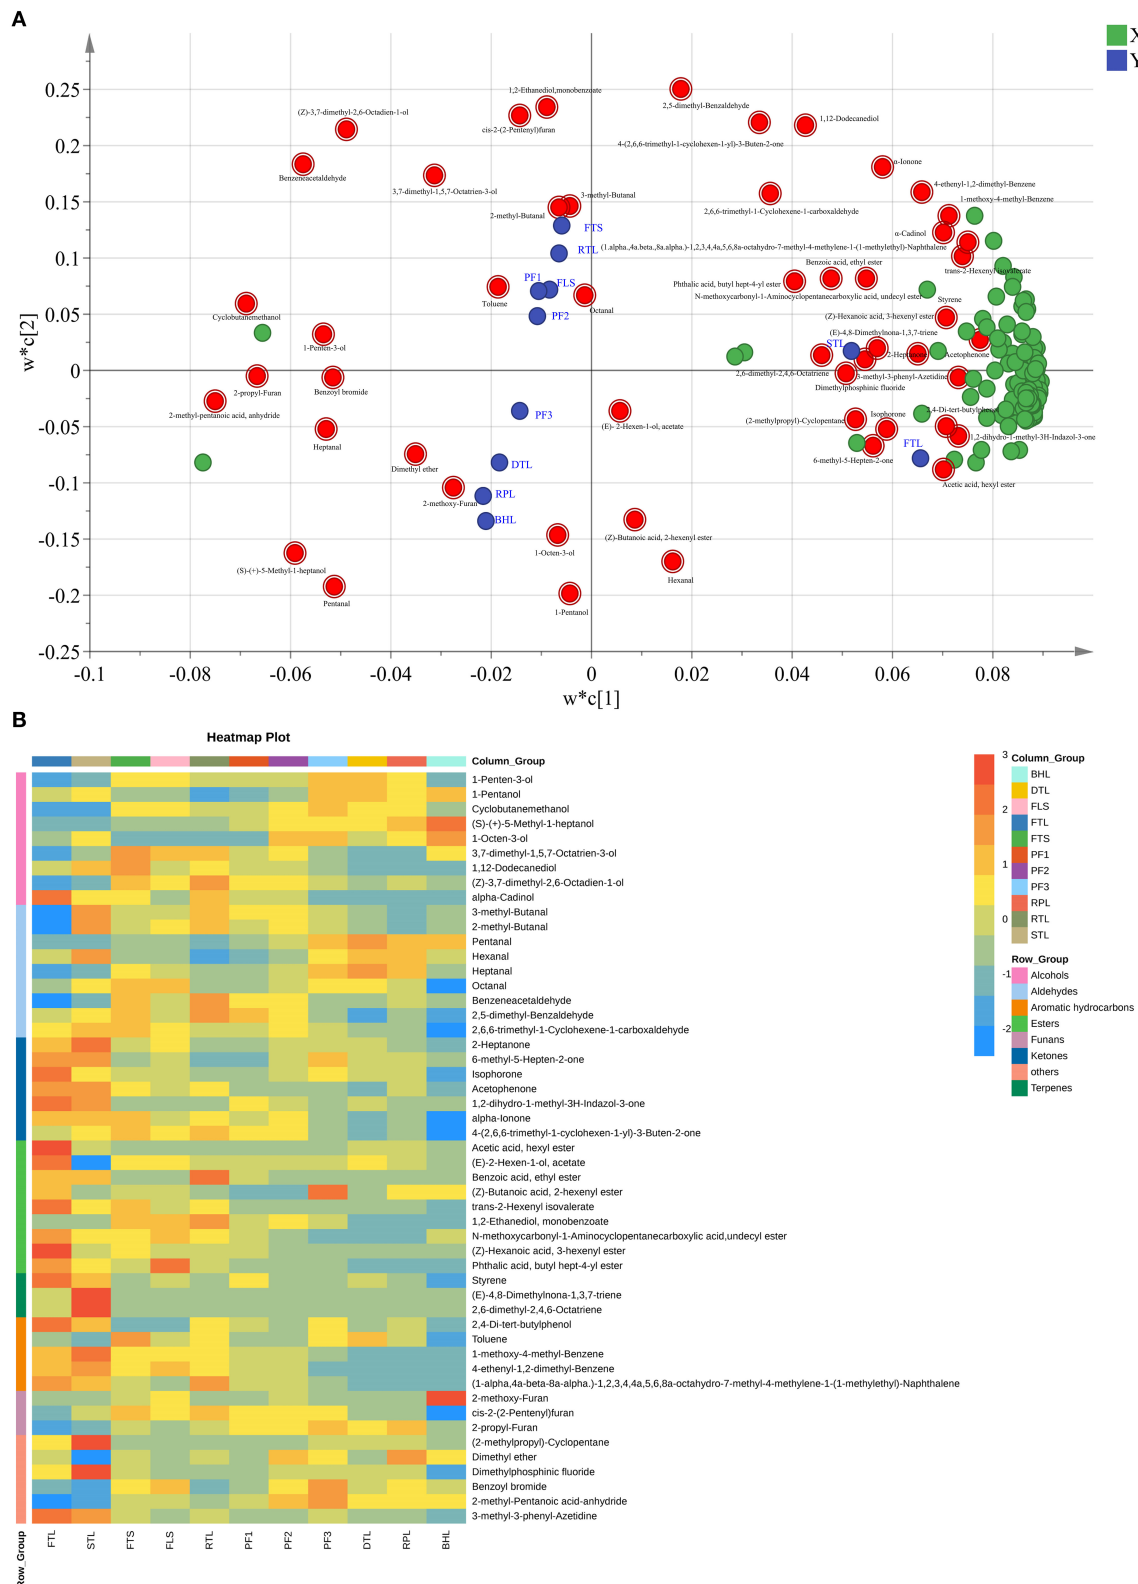 A
X
Y
0.25
0.2
0.15
0.1
0.05
0
-0.05
-0.1
-0.15
-0.2
-0.25
w*c[2]
-0.1
-0.08
-0.06
-0.04
-0.02
0
0.02
0.04
0.06
0.08
w*c[1]
1,2-Ethanediol,monobenzoate
2,5-dimethyl-Benzaldehyde
(Z)-3,7-dimethyl-2,6-Octadien-1-ol
cis-2-(2-Pentenyl)furan
1,12-Dodecanediol
4-(2,6,6-trimethyl-1-cyclohexen-1-yl)-3-Buten-2-one
α-Ionone
Benzeneacetaldehyde
3,7-dimethyl-1,5,7-Octatrien-3-ol
3-methyl-Butanal
4-ethenyl-1,2-dimethyl-Benzene
1-methoxy-4-methyl-Benzene
2-methyl-Butanal
2,6,6-trimethyl-1-Cyclohexene-1-carboxaldehyde
FTS
α-Cadinol
RTL
(1.alpha.,4a.beta.,8a.alpha.)-1,2,3,4,4a,5,6,8a-octahydro-7-methyl-4-methylene-1-(1-methylethyl)-Naphthalene
Benzoic acid, ethyl ester
trans-2-Hexenyl isovalerate
PF1
FLS
Phthalic acid, butyl hept-4-yl ester
Toluene
N-methoxycarbonyl-1-Aminocyclopentanecarboxylic acid, undecyl ester
Styrene
Octanal
Cyclobutanemethanol
PF2
(Z)-Hexanoic acid, 3-hexenyl ester
1-Penten-3-ol
(E)-4,8-Dimethylnona-1,3,7-triene
STL
2-Heptanone
Acetophenone
2,6-dimethyl-2,4,6-Octatriene
3-methyl-3-phenyl-Azetidine
2-propyl-Furan
Benzoyl bromide
Dimethylphosphinic fluoride
2-methyl-pentanoic acid, anhydride
PF3
(E)- 2-Hexen-1-ol, acetate
(2-methylpropyl)-Cyclopentane
Isophorone
2,4-Di-tert-butylphenol
Heptanal
1,2-dihydro-1-methyl-3H-Indazol-3-one
FTL
Dimethyl ether
DTL
6-methyl-5-Hepten-2-one
Acetic acid, hexyl ester
2-methoxy-Furan
RPL
BHL
(Z)-Butanoic acid, 2-hexenyl ester
1-Octen-3-ol
(S)-(+)-5-Methyl-1-heptanol
Hexanal
Pentanal
1-Pentanol
B
Heatmap Plot
Column_Group
1-Penten-3-ol
1-Pentanol
Cyclobutanemethanol
(S)-(+)-5-Methyl-1-heptanol
1-Octen-3-ol
3,7-dimethyl-1,5,7-Octatrien-3-ol
1,12-Dodecanediol
(Z)-3,7-dimethyl-2,6-Octadien-1-ol
alpha-Cadinol
3-methyl-Butanal
2-methyl-Butanal
Pentanal
Hexanal
Heptanal
Octanal
Benzeneacetaldehyde
2,5-dimethyl-Benzaldehyde
2,6,6-trimethyl-1-Cyclohexene-1-carboxaldehyde
2-Heptanone
6-methyl-5-Hepten-2-one
Isophorone
Acetophenone
1,2-dihydro-1-methyl-3H-Indazol-3-one
alpha-Ionone
4-(2,6,6-trimethyl-1-cyclohexen-1-yl)-3-Buten-2-one
Acetic acid, hexyl ester
(E)-2-Hexen-1-ol, acetate
Benzoic acid, ethyl ester
(Z)-Butanoic acid, 2-hexenyl ester
trans-2-Hexenyl isovalerate
1,2-Ethanediol, monobenzoate
N-methoxycarbonyl-1-Aminocyclopentanecarboxylic acid,undecyl ester
(Z)-Hexanoic acid, 3-hexenyl ester
Phthalic acid, butyl hept-4-yl ester
Styrene
(E)-4,8-Dimethylnona-1,3,7-triene
2,6-dimethyl-2,4,6-Octatriene
2,4-Di-tert-butylphenol
Toluene
1-methoxy-4-methyl-Benzene
4-ethenyl-1,2-dimethyl-Benzene
(1-alpha,4a-beta-8a-alpha.)-1,2,3,4,4a,5,6,8a-octahydro-7-methyl-4-methylene-1-(1-methylethyl)-Naphthalene
2-methoxy-Furan
cis-2-(2-Pentenyl)furan
2-propyl-Furan
(2-methylpropyl)-Cyclopentane
Dimethyl ether
Dimethylphosphinic fluoride
Benzoyl bromide
2-methyl-Pentanoic acid-anhydride
3-methyl-3-phenyl-Azetidine
Row_Group
FTL
STL
FTS
FLS
RTL
PF1
PF2
PF3
DTL
RPL
BHL
3
2
1
0
-1
-2
Column_Group
BHL
DTL
FLS
FTL
FTS
PF1
PF2
PF3
RPL
RTL
STL
Row_Group
Alcohols
Aldehydes
Aromatic hydrocarbons
Esters
Funans
Ketones
others
Terpenes